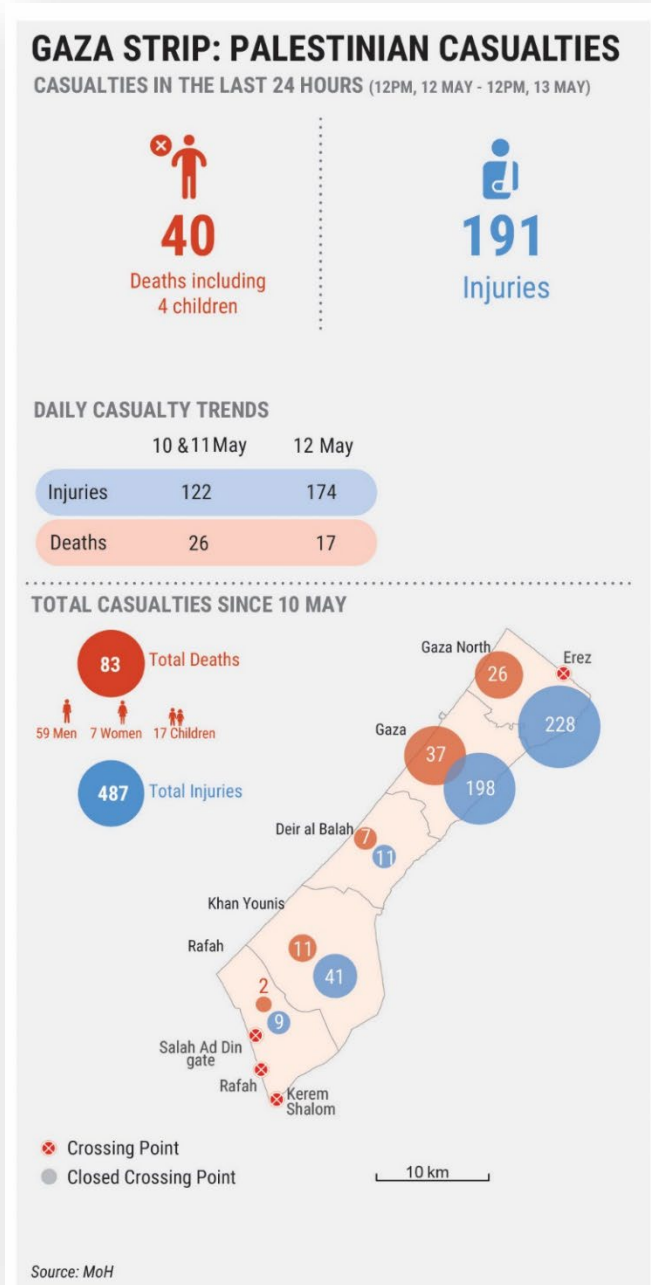 GAZA STRIP: PALESTINIAN CASUALTIES
CASUALTIES IN THE LAST 24 HOURS (12PM, 12 MAY - 12PM, 13 MAY)
40
Deaths including
4 children
191
Injuries
DAILY CASUALTY TRENDS
10 &11May 12 May
Injuries 122 174
Deaths 26 17
TOTAL CASUALTIES SINCE 10 MAY
83 Total Deaths
59 Men 7 Women 17 Children
487 Total Injuries
Gaza North
26
Erez
228
Gaza
37
198
Deir al Balah
7
11
Khan Younis
11
41
Rafah
2
9
Salah Ad Din
gate
Rafah
Kerem
Shalom
Crossing Point
Closed Crossing Point
10 km
Source: MoH